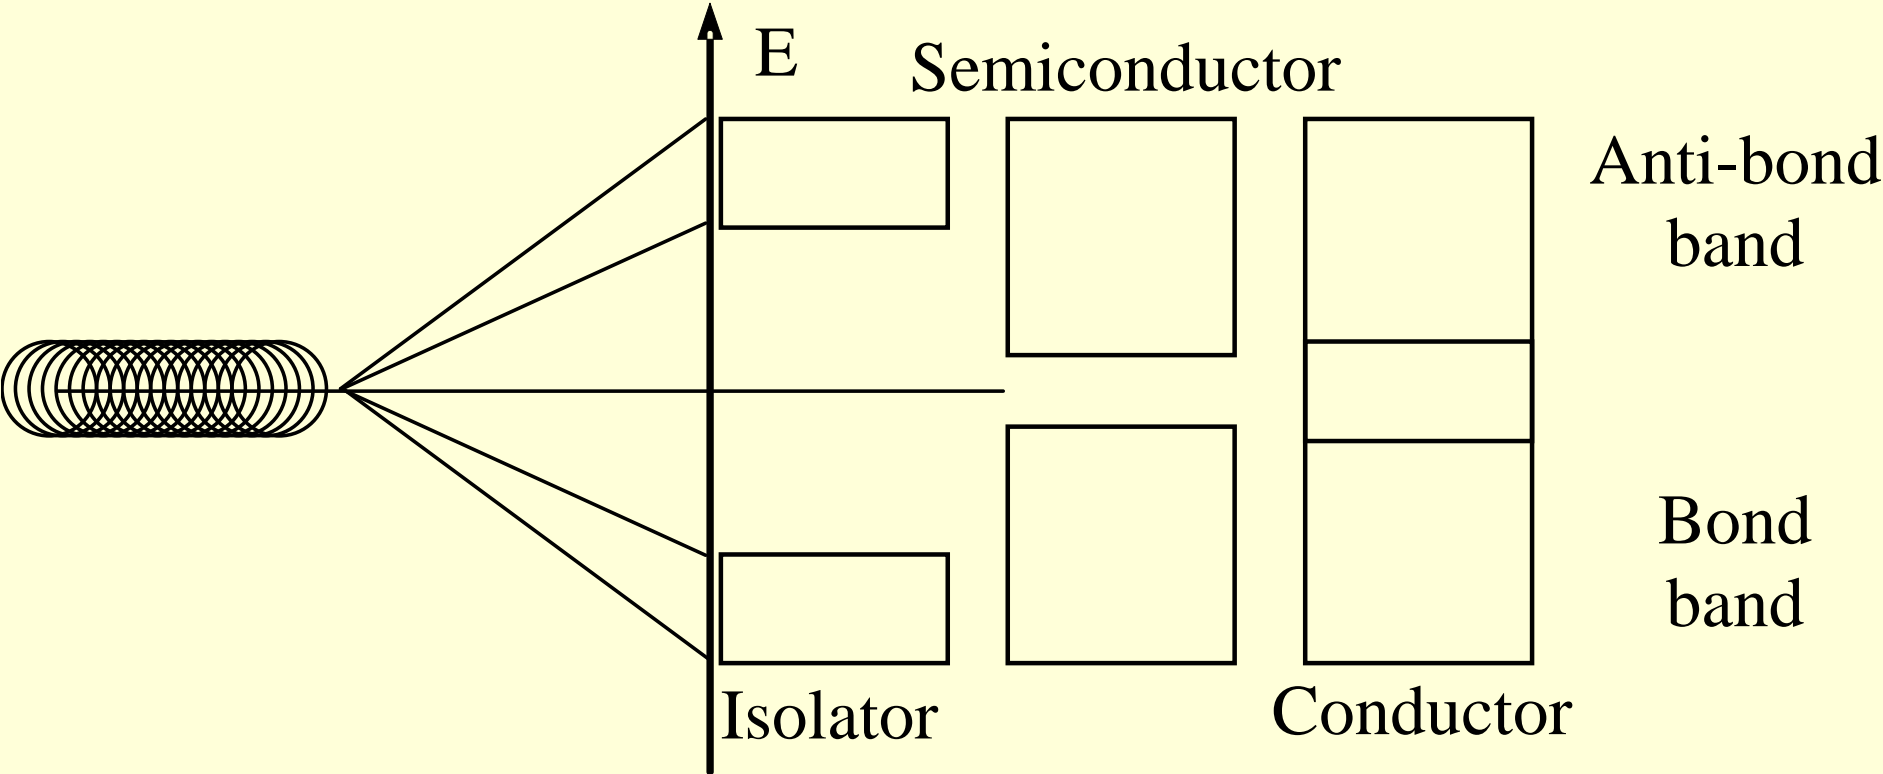 E
Semiconductor
Anti-bond
band
Bond
band
Isolator
Conductor